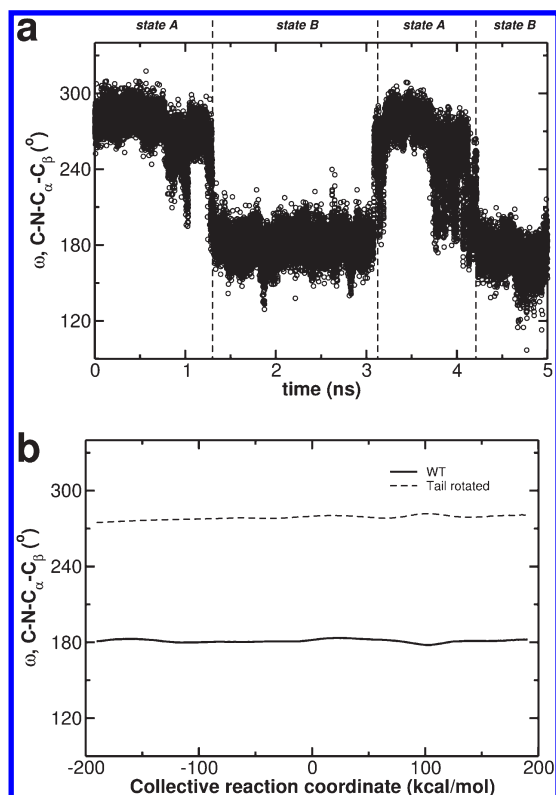 a
state A state B state A state B
300
240
180
120
ω, C-N-Cα-Cβ (º)
0 1 2 3 4 5
time (ns)
b
WT
Tail rotated
300
240
180
120
ω, C-N-Cα-Cβ (º)
-200 -100 0 100 200
Collective reaction coordinate (kcal/mol)